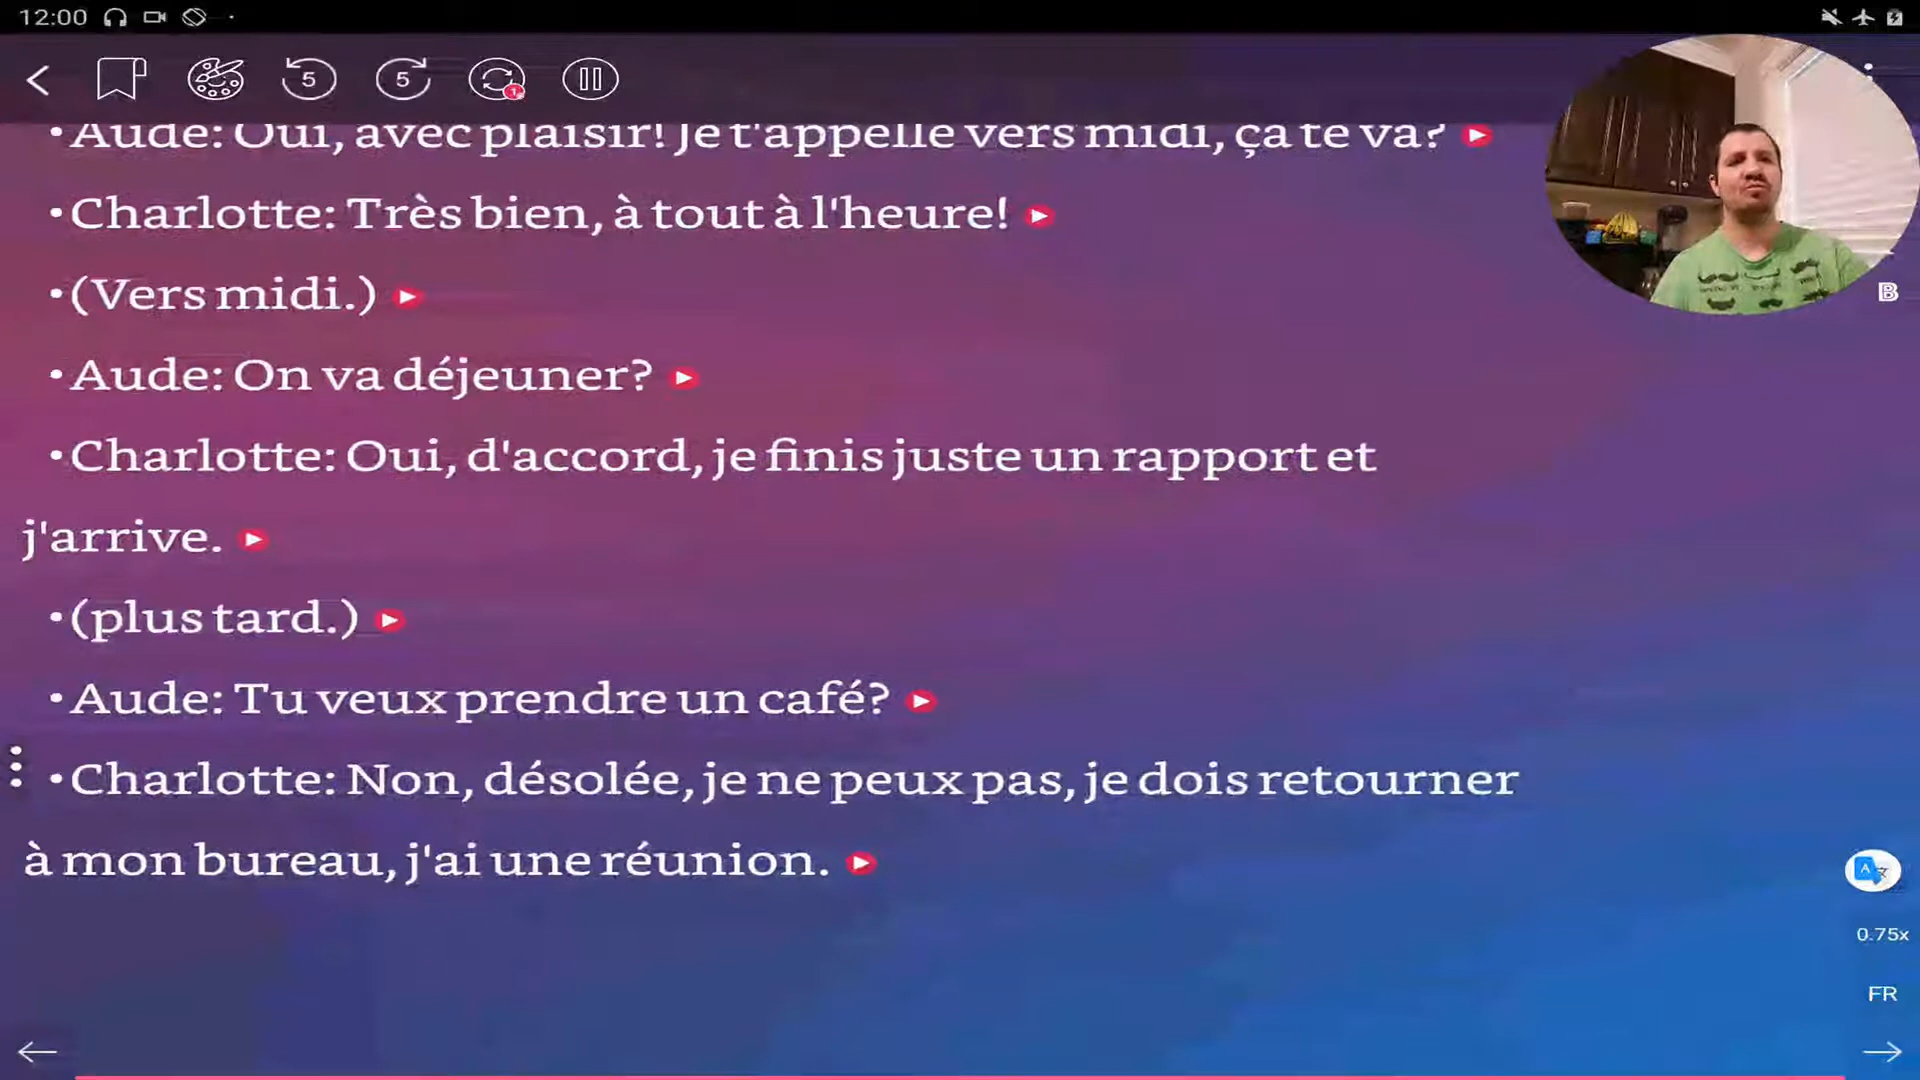 12:00
5 5 1
•Aude: Oui, avec plaisir! Je t'appelle vers midi, ça te va?
•Charlotte: Très bien, à tout à l'heure!
•(Vers midi.)
B
•Aude: On va déjeuner?
•Charlotte: Oui, d'accord, je finis juste un rapport et
j'arrive.
•(plus tard.)
•Aude: Tu veux prendre un café?
•Charlotte: Non, désolée, je ne peux pas, je dois retourner
à mon bureau, j'ai une réunion.
A 文
0.75x
FR